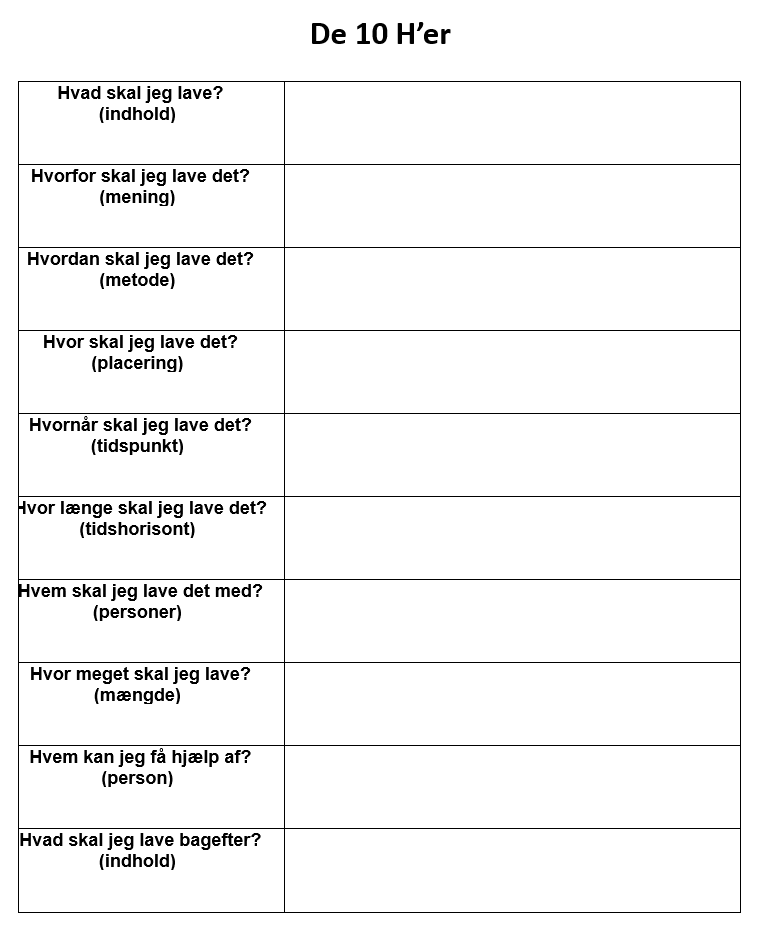 De 10 H’er
Hvad skal jeg lave?
(indhold)
Hvorfor skal jeg lave det?
(mening)
Hvordan skal jeg lave det?
(metode)
Hvor skal jeg lave det?
(placering)
Hvornår skal jeg lave det?
(tidspunkt)
Hvor længe skal jeg lave det?
(tidshorisont)
Hvem skal jeg lave det med?
(personer)
Hvor meget skal jeg lave?
(mængde)
Hvem kan jeg få hjælp af?
(person)
Hvad skal jeg lave bagefter?
(indhold)